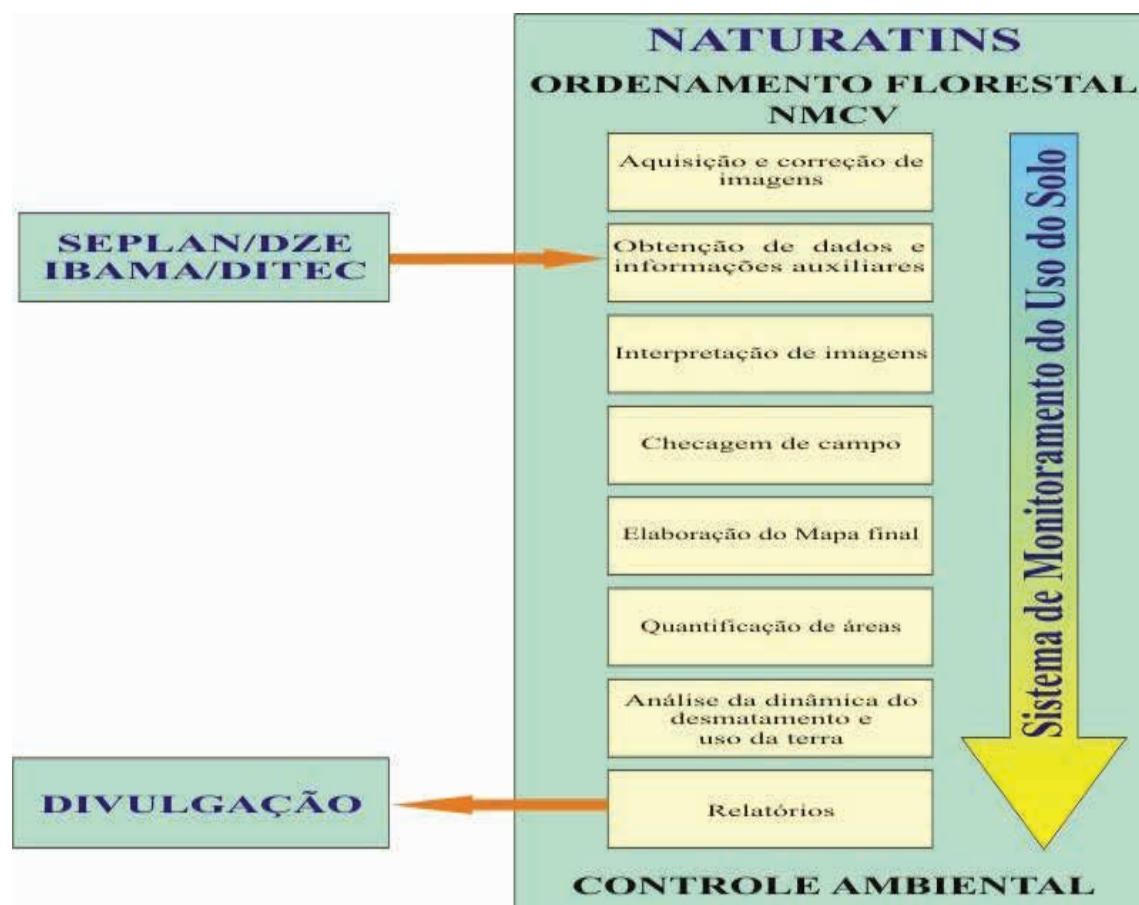 NATURATINS
ORDENAMENTO FLORESTAL
NMCV
Aquisição e correção de
imagens
SEPLAN/DZE
IBAMA/DITEC
Obtenção de dados e
informações auxiliares
Interpretação de imagens
Checagem de campo
Elaboração do Mapa final
Quantificação de áreas
Análise da dinâmica do
desmatamento e
uso da terra
Relatórios
DIVULGAÇÃO
CONTROLE AMBIENTAL
Sistema de Monitoramento do Uso do Solo